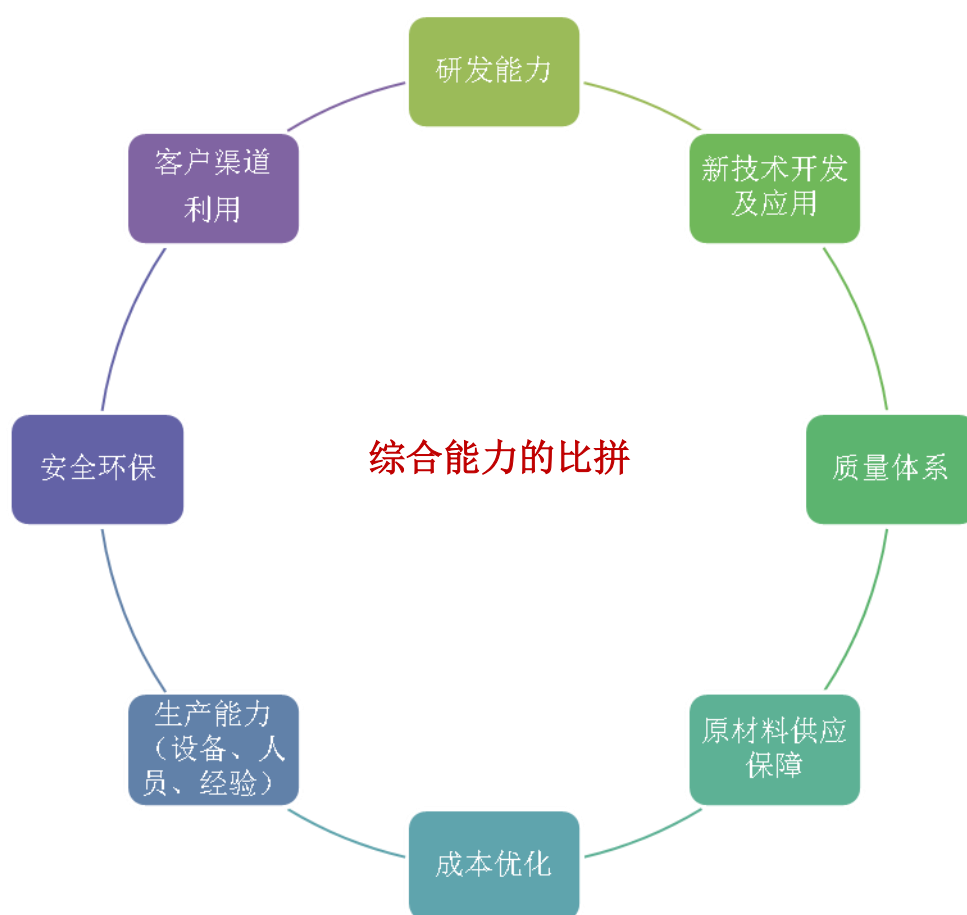 研发能力
新技术开发
及应用
质量体系
原材料供应
保障
成本优化
生产能力
（设备、人
员、经验）
安全环保
客户渠道
利用
综合能力的比拼